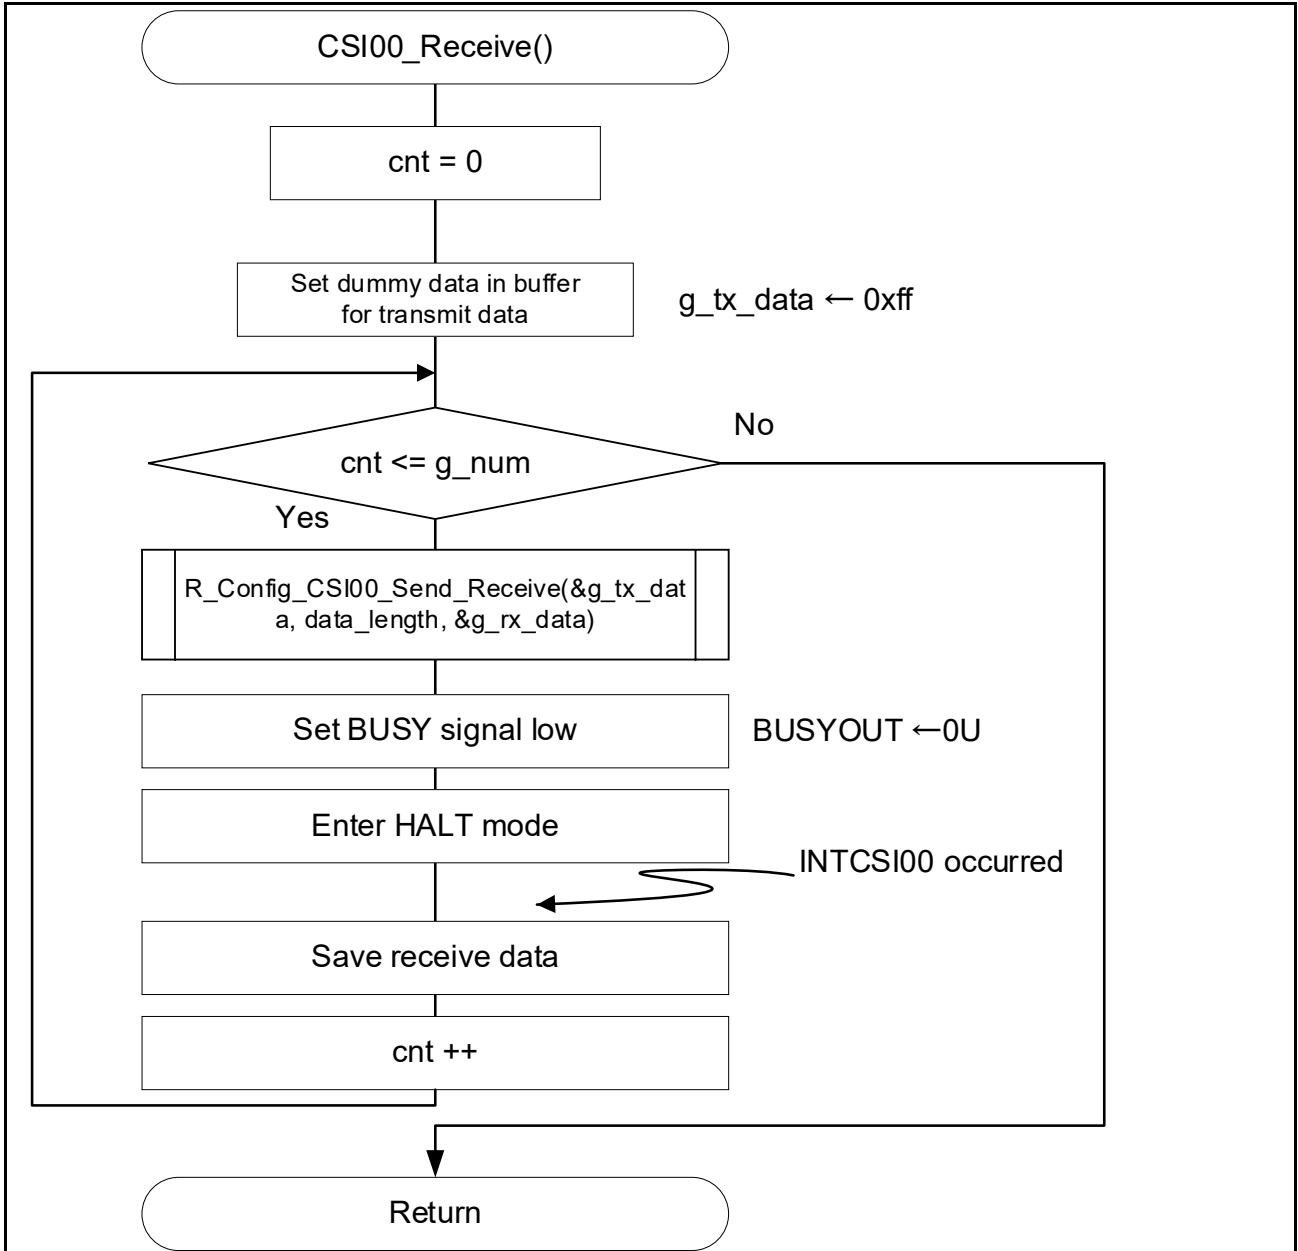 CSI00_Receive()
cnt = 0
Set dummy data in buffer
for transmit data
g_tx_data ← 0xff
No
cnt <= g_num
Yes
R_Config_CSI00_Send_Receive(&g_tx_dat
a, data_length, &g_rx_data)
Set BUSY signal low
BUSYOUT ←0U
Enter HALT mode
INTCSI00 occurred
Save receive data
cnt ++
Return